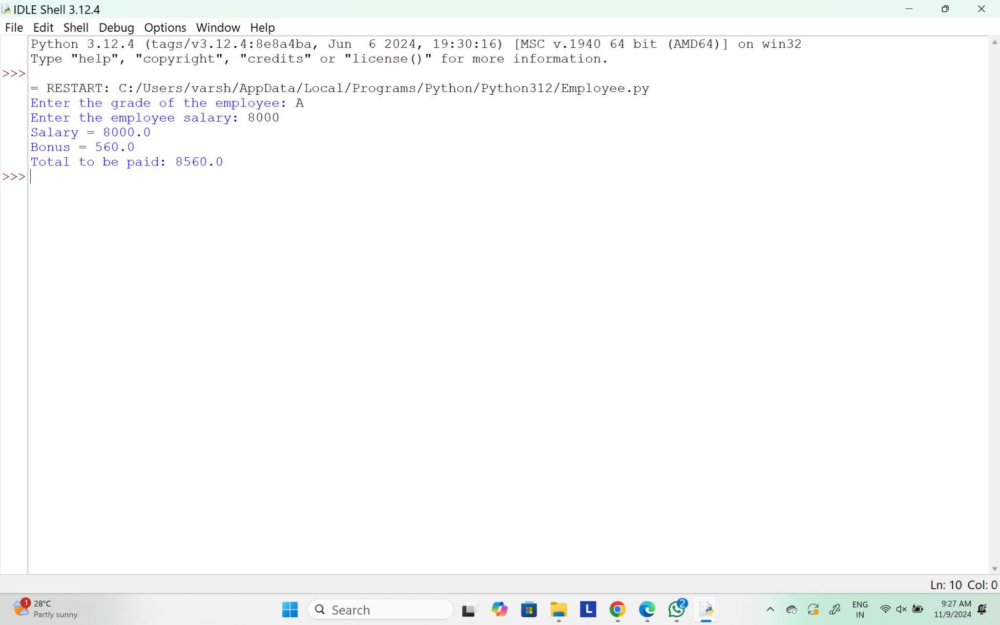 IDLE Shell 3.12.4
File Edit Shell Debug Options Window Help
Python 3.12.4 (tags/v3.12.4:8e8a4ba, Jun  6 2024, 19:30:16) [MSC v.1940 64 bit (AMD64)] on win32
Type "help", "copyright", "credits" or "license()" for more information.
>>>
= RESTART: C:/Users/varsh/AppData/Local/Programs/Python/Python312/Employee.py
Enter the grade of the employee: A
Enter the employee salary: 8000
Salary = 8000.0
Bonus = 560.0
Total to be paid: 8560.0
>>>
Ln: 10 Col: 0
1
28°C
Partly sunny
Search
L
2
ENG
IN
9:27 AM
11/9/2024